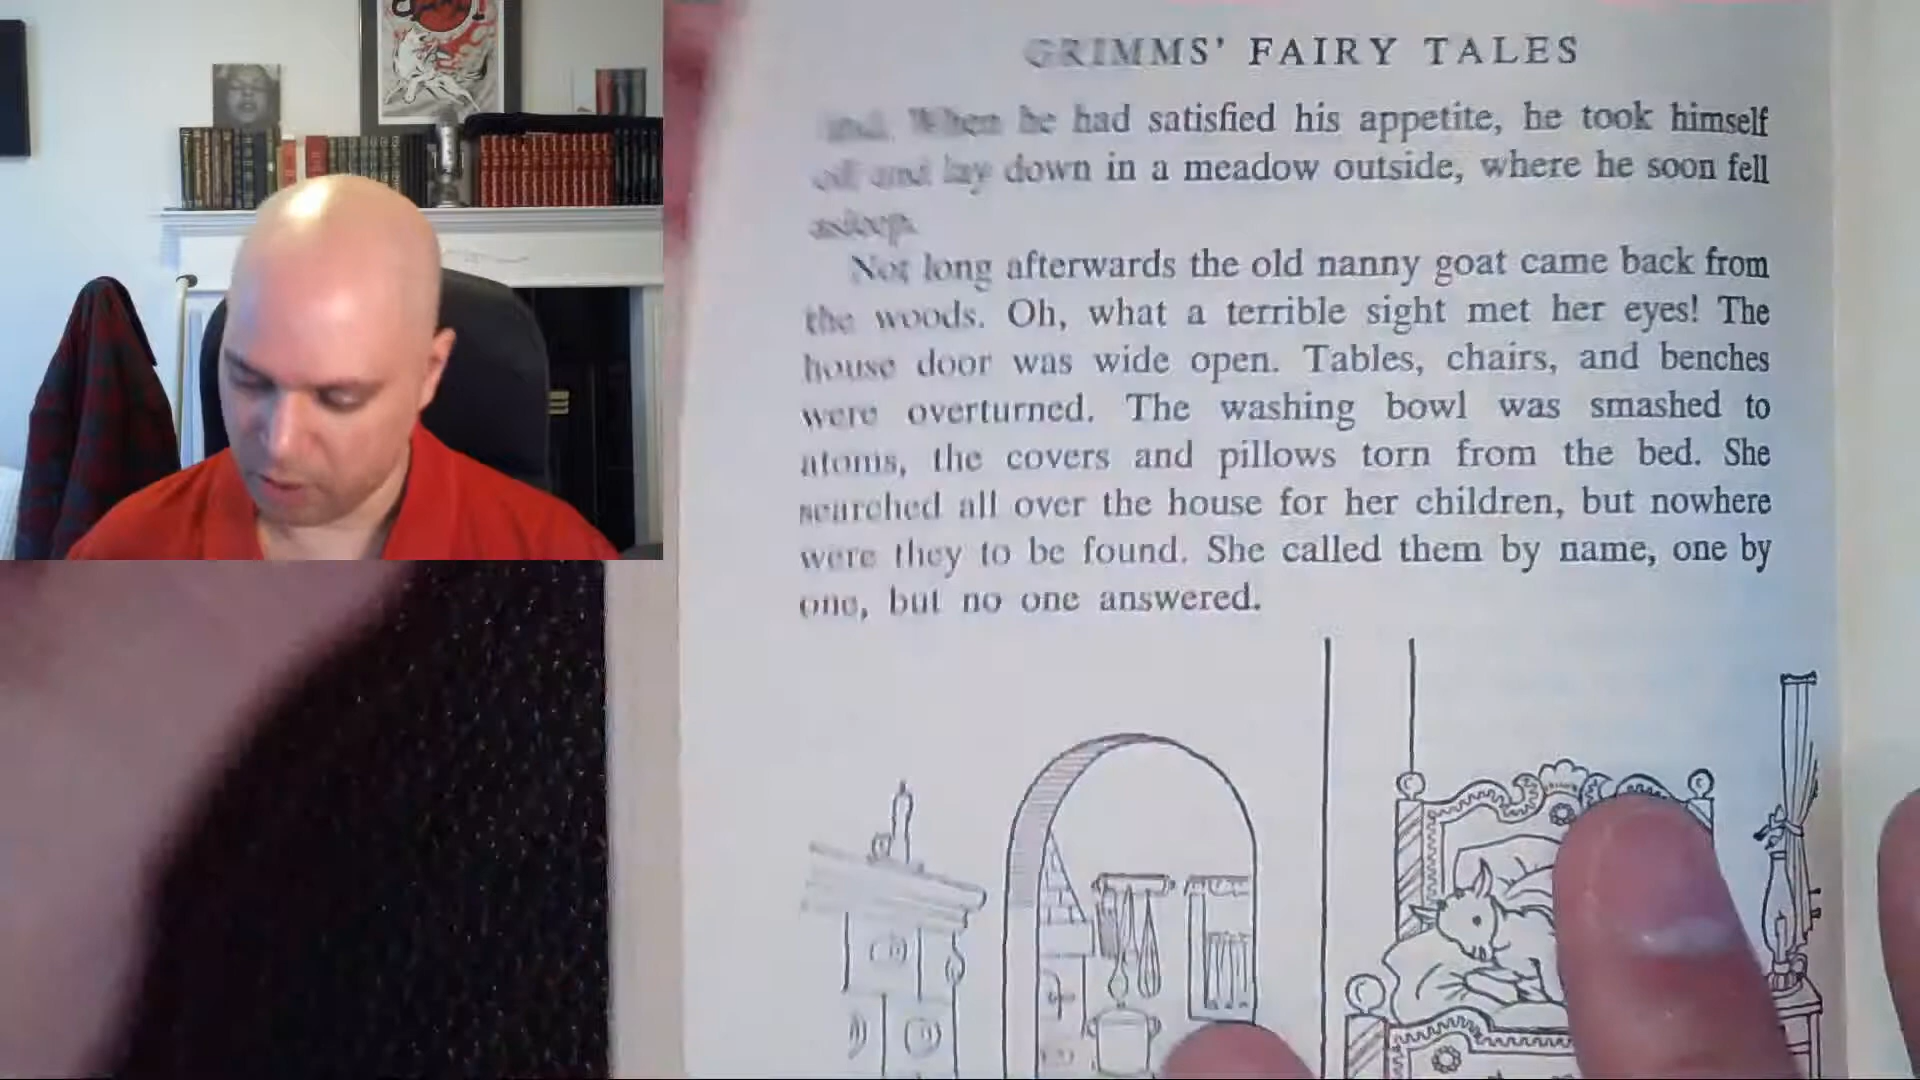 GRIMMS' FAIRY TALES
When he had satisfied his appetite, he took himself
off and lay down in a meadow outside, where he soon fell
asleep.
Not long afterwards the old nanny goat came back from
the woods. Oh, what a terrible sight met her eyes! The
house door was wide open. Tables, chairs, and benches
were overturned. The washing bowl was smashed to
atoms, the covers and pillows torn from the bed. She
searched all over the house for her children, but nowhere
were they to be found. She called them by name, one by
one, but no one answered.